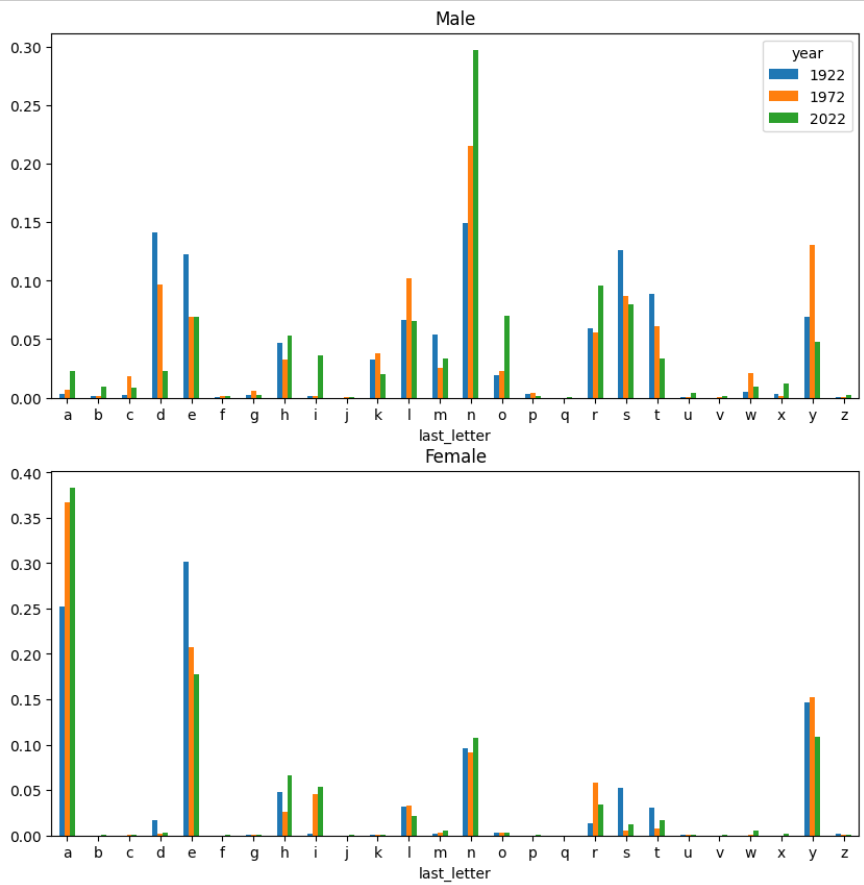 Male
0.30
0.25
0.20
0.15
0.10
0.05
0.00
year
1922
1972
2022
a b c d e f g h i j k l m n o p q r s t u v w x y z
last_letter
Female
0.40
0.35
0.30
0.25
0.20
0.15
0.10
0.05
0.00
a b c d e f g h i j k l m n o p q r s t u v w x y z
last_letter